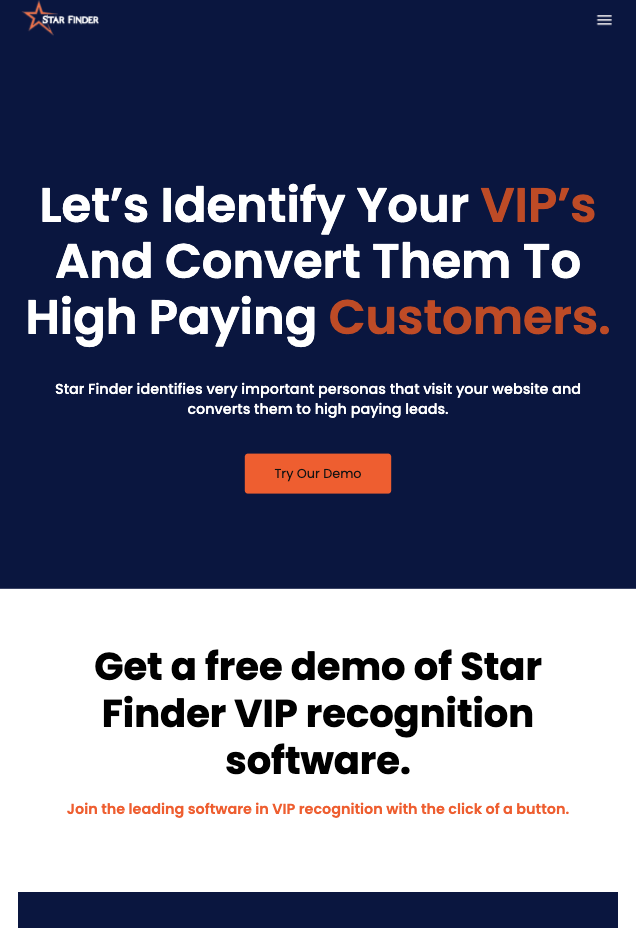 STAR FINDER
Let’s Identify Your VIP’s
And Convert Them To
High Paying Customers.
Star Finder identifies very important personas that visit your website and
converts them to high paying leads.
Try Our Demo
Get a free demo of Star
Finder VIP recognition
software.
Join the leading software in VIP recognition with the click of a button.